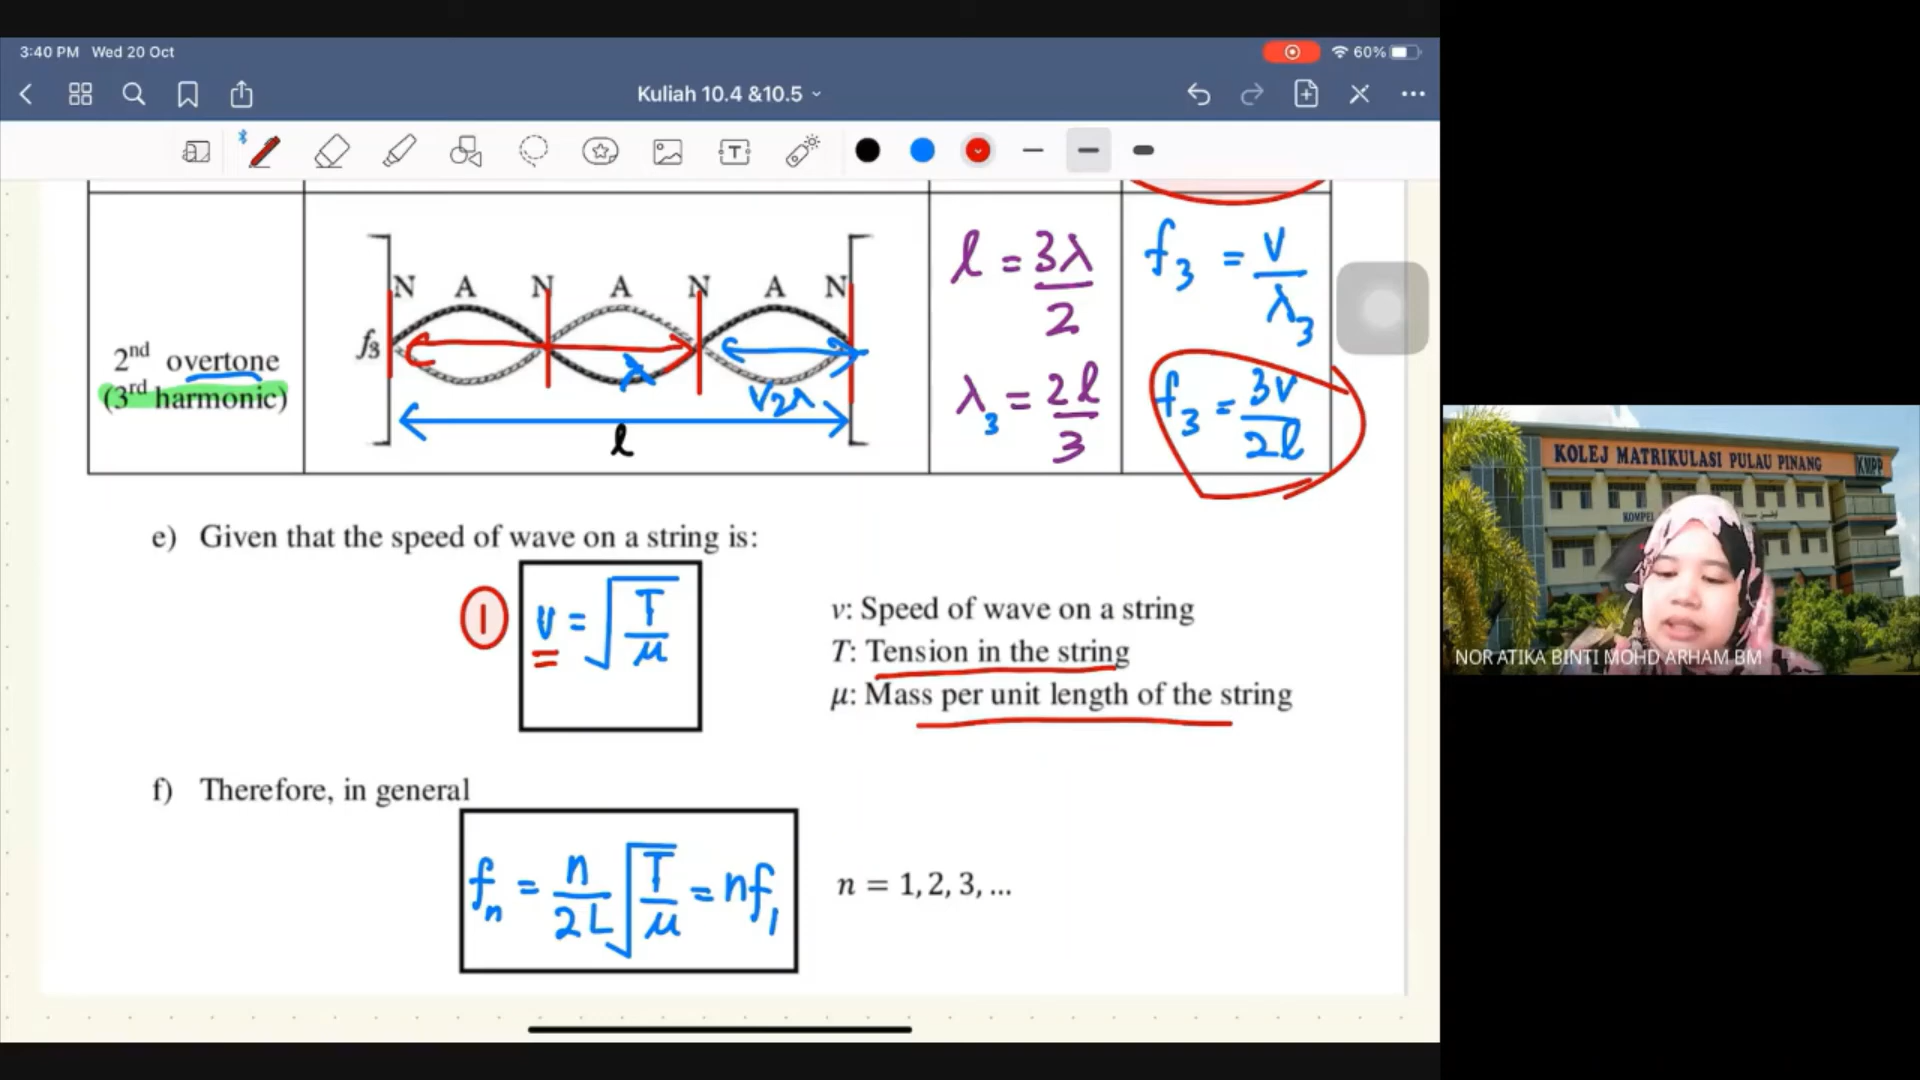 3:40 PM Wed 20 Oct
60%
Kuliah 10.4 &10.5
T
2nd overtone
(3rd harmonic)
N A N A N A N
f3
λ
½λ
l
l = 3λ/2
λ3 = 2l/3
f3 = v/λ3
f3 = 3v/2l
e) Given that the speed of wave on a string is:
1
v = √(T/μ)
v: Speed of wave on a string
T: Tension in the string
μ: Mass per unit length of the string
f) Therefore, in general
fn = n/2L √(T/μ) = nf1
n = 1, 2, 3, ...
KOLEJ MATRIKULASI PULAU PINANG KMPP
NOR ATIKA BINTI MOHD ARHAM BM